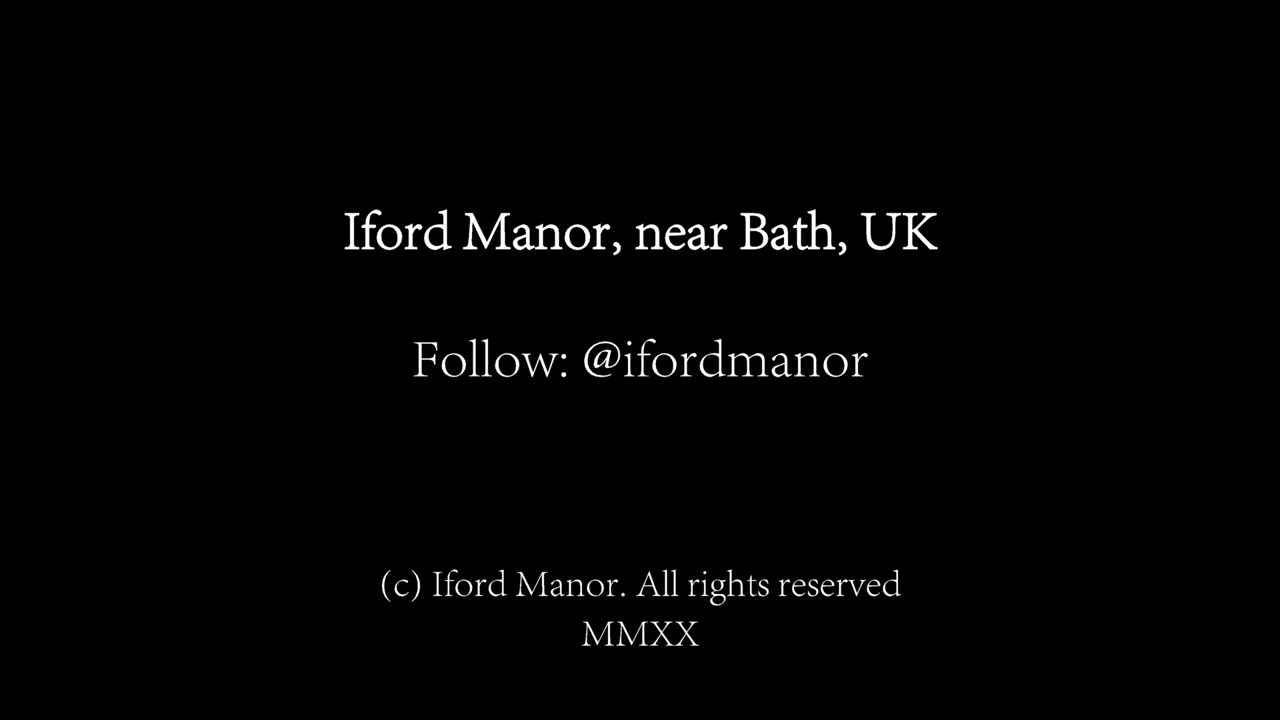 Iford Manor, near Bath, UK
Follow: @ifordmanor
(c) Iford Manor. All rights reserved
MMXX